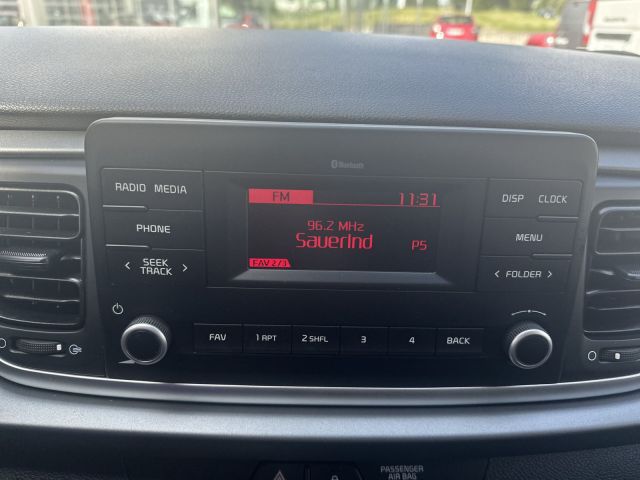 Bluetooth
RADIO MEDIA
PHONE
SEEK
TRACK
FM 11:31
96.2 MHz
Sauerlnd P5
FAV 2/3
DISP CLOCK
MENU
FOLDER
FAV 1 RPT 2 SHFL 3 4 BACK
PASSENGER
AIR BAG